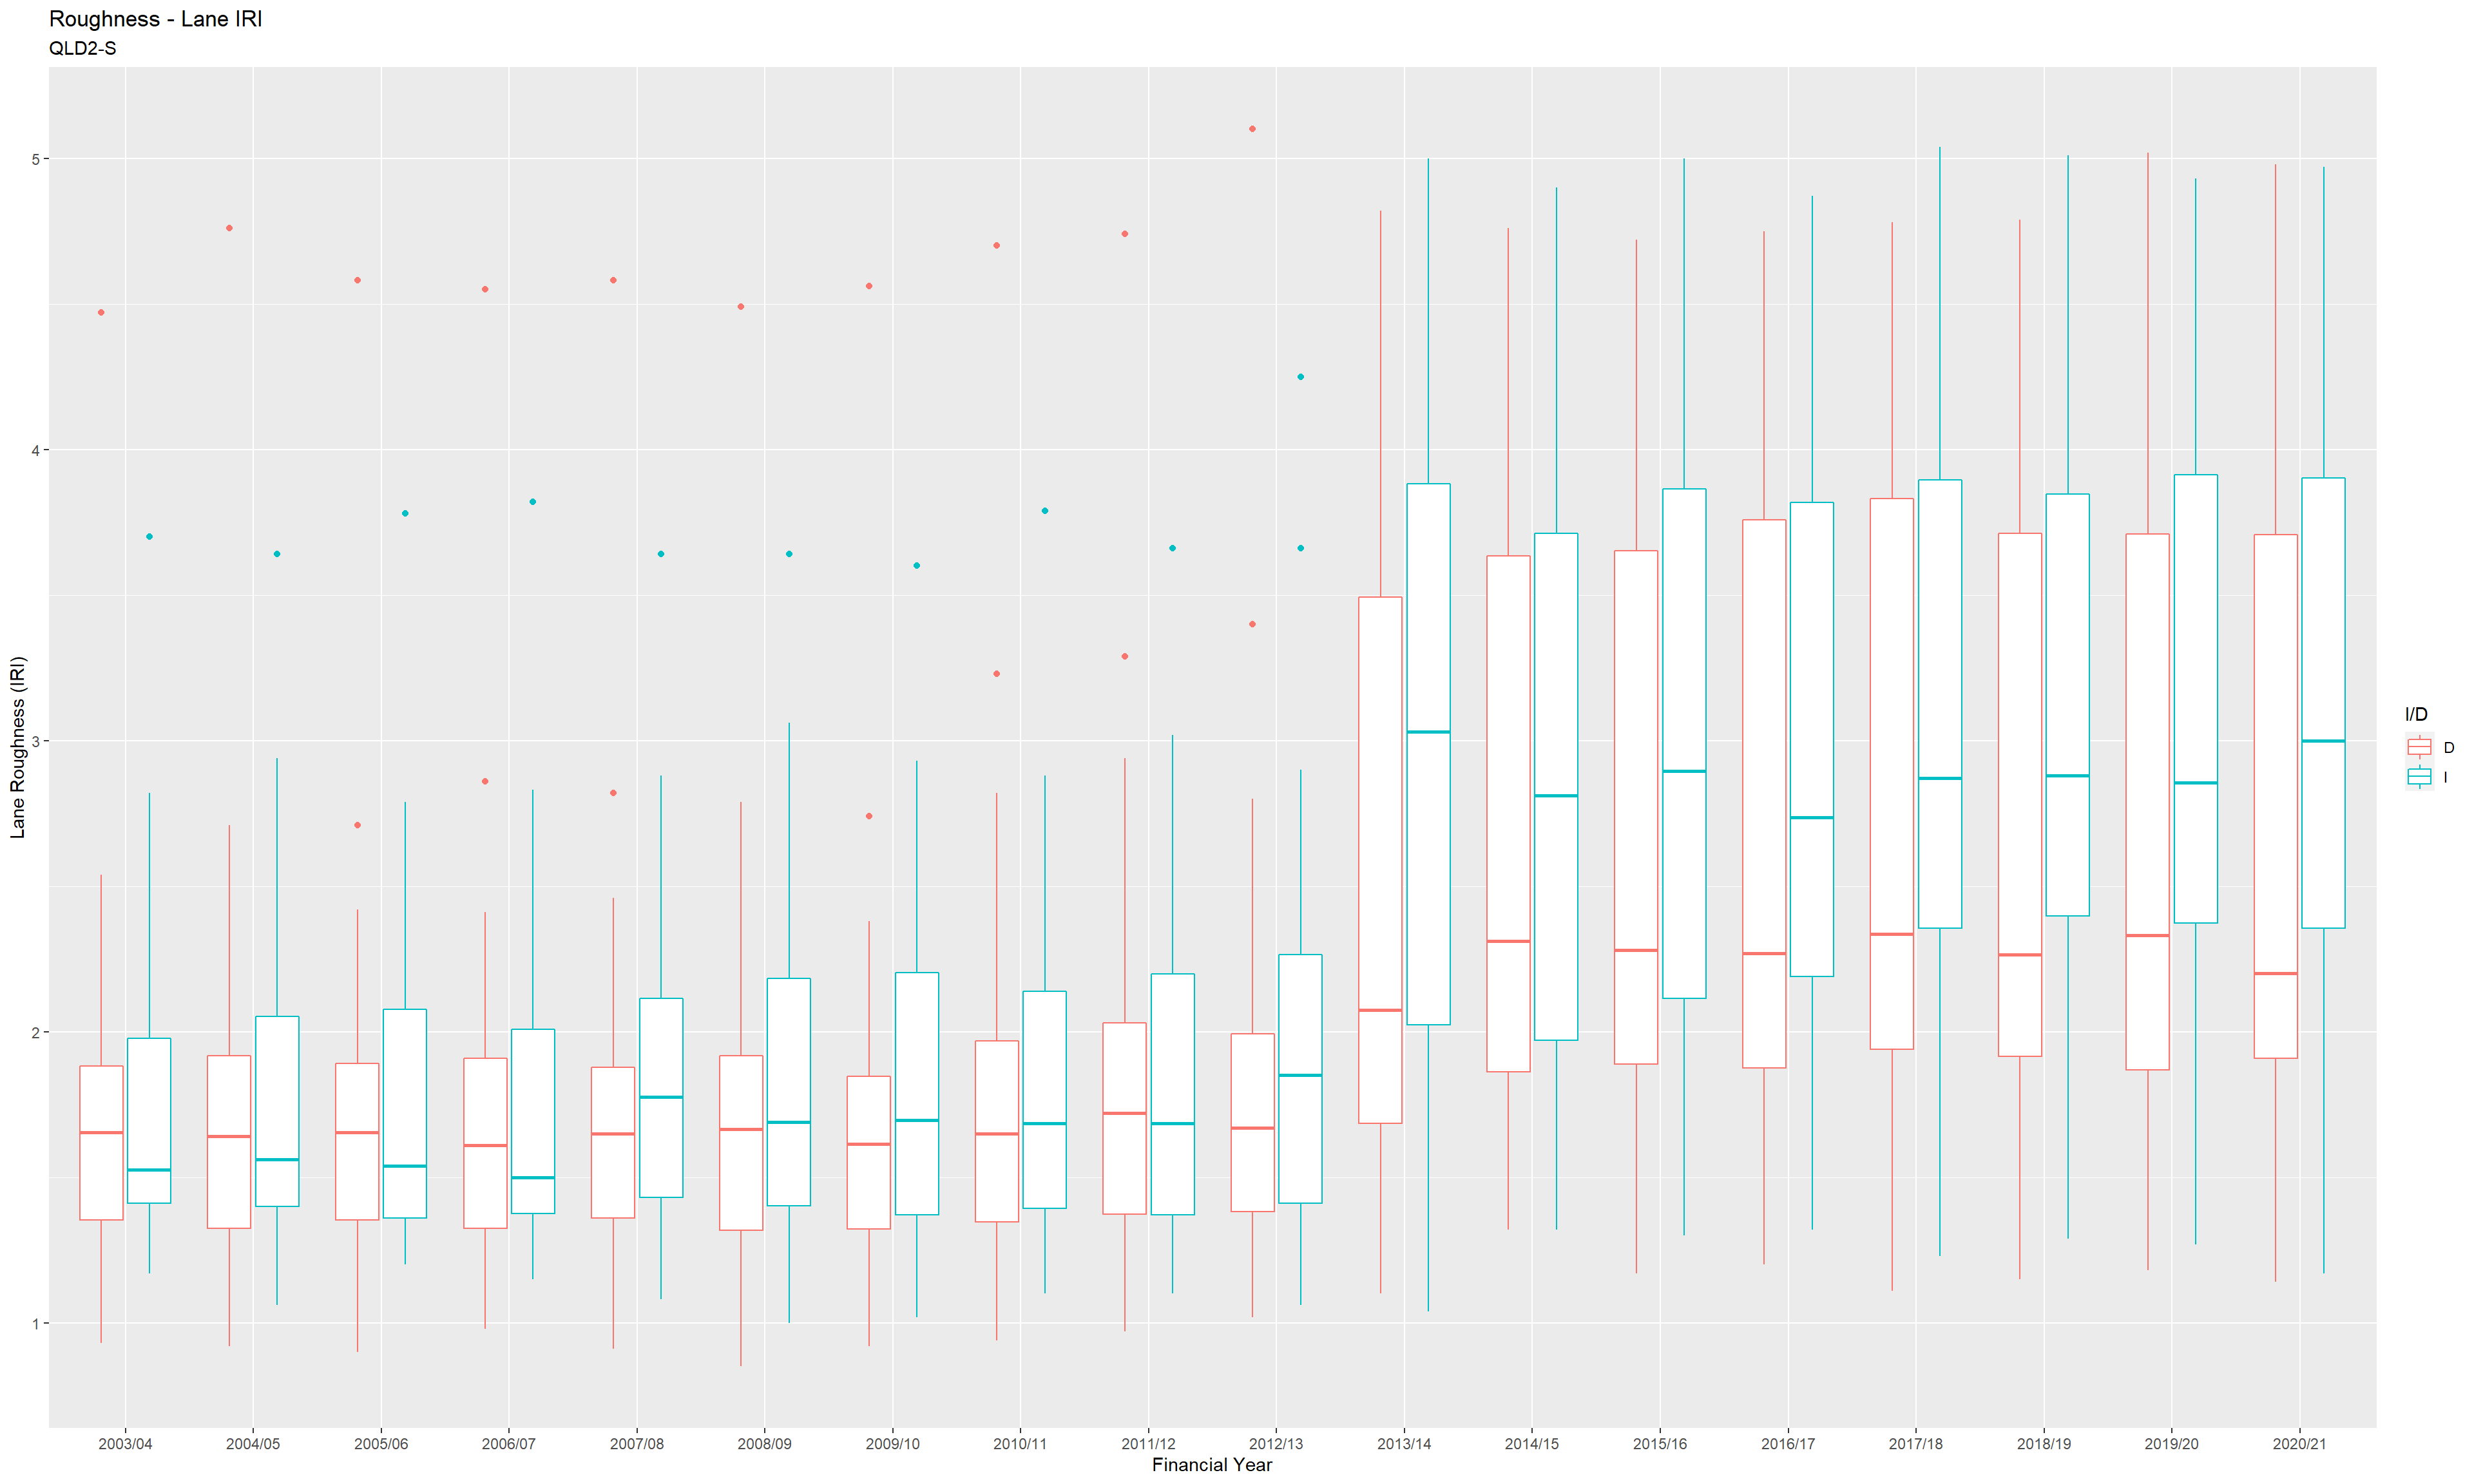 Roughness - Lane IRI
QLD2-S
Lane Roughness (IRI)
5
4
3
2
1
2003/04 2004/05 2005/06 2006/07 2007/08 2008/09 2009/10 2010/11 2011/12 2012/13 2013/14 2014/15 2015/16 2016/17 2017/18 2018/19 2019/20 2020/21
Financial Year
I/D
D
I